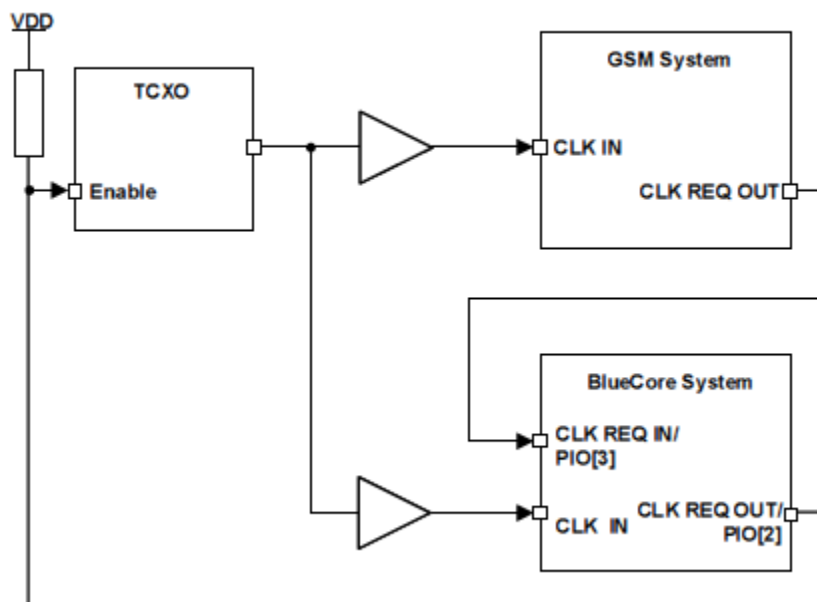 VDD
TCXO
Enable
GSM System
CLK IN
CLK REQ OUT
BlueCore System
CLK REQ IN/
PIO[3]
CLK REQ OUT/
PIO[2]
CLK IN